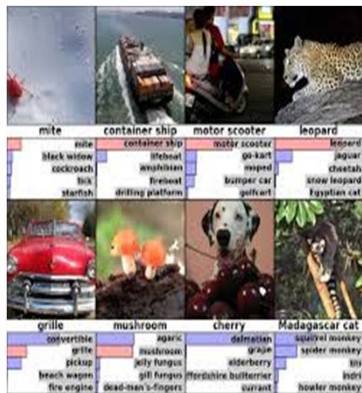 mite
container ship
motor scooter
leopard
mite
black widow
cockroach
tick
starfish
container ship
lifeboat
amphibian
fireboat
drilling platform
motor scooter
go-kart
moped
bumper car
golfcart
leopard
jaguar
cheetah
snow leopard
Egyptian cat
grille
mushroom
cherry
Madagascar cat
convertible
grille
pickup
beach wagon
fire engine
agaric
mushroom
jelly fungus
gill fungus
dead-man's-fingers
dalmatian
grape
elderberry
ffordshire bullterrier
currant
squirrel monkey
spider monkey
titi
indri
howler monkey